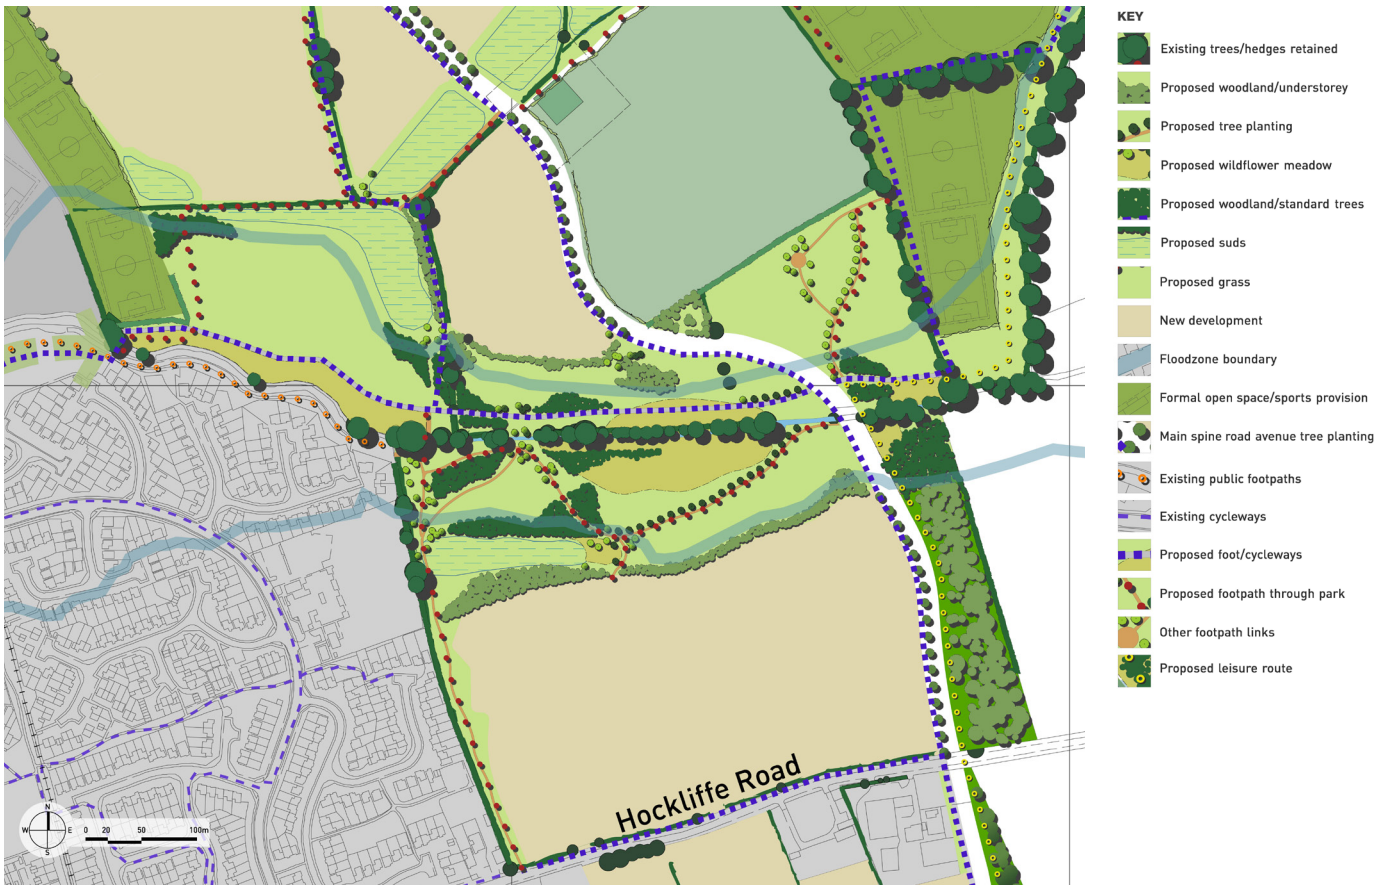 KEY
Existing trees/hedges retained
Proposed woodland/understorey
Proposed tree planting
Proposed wildflower meadow
Proposed woodland/standard trees
Proposed suds
Proposed grass
New development
Floodzone boundary
Formal open space/sports provision
Main spine road avenue tree planting
Existing public footpaths
Existing cycleways
Proposed foot/cycleways
Proposed footpath through park
Other footpath links
Proposed leisure route
Hockliffe Road
N
W E
S
0 20 50 100m